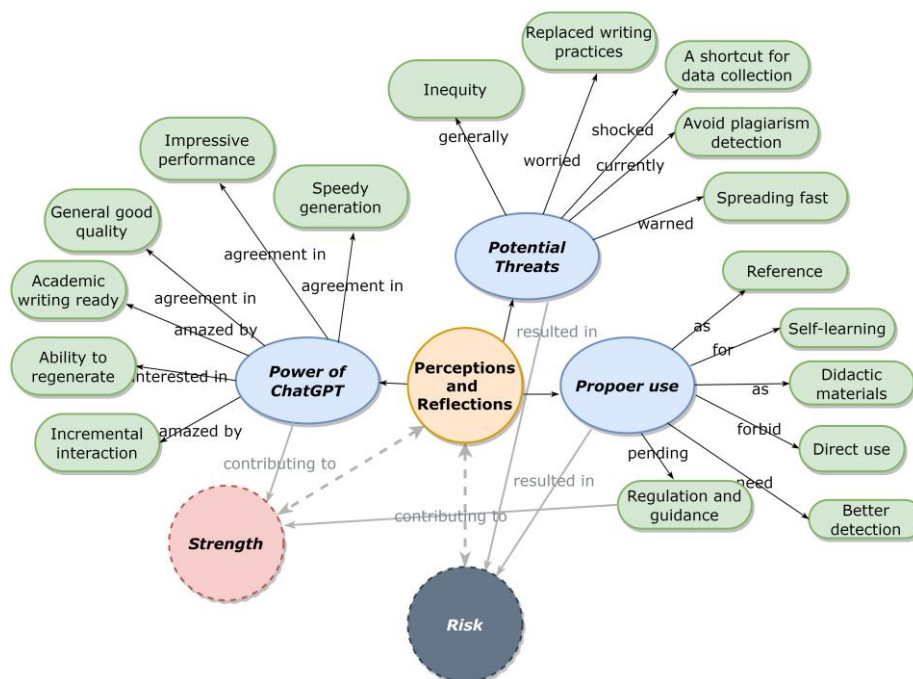 Replaced writing
practices
A shortcut for
data collection
Inequity
shocked
generally
Avoid plagiarism
detection
worried
currently
Impressive
performance
Speedy
generation
Spreading fast
warned
General good
quality
Potential
Threats
agreement in
Reference
Academic
writing ready
agreement in
agreement in
amazed by
resulted in
as
Self-learning
for
Ability to
regenerate
interested in
Power of
ChatGPT
Perceptions
and
Reflections
Propoer use
Didactic
materials
as
Incremental
interaction
amazed by
forbid
Direct use
pending
contributing to
resulted in
need
Regulation and
guidance
Better
detection
contributing to
Strength
Risk